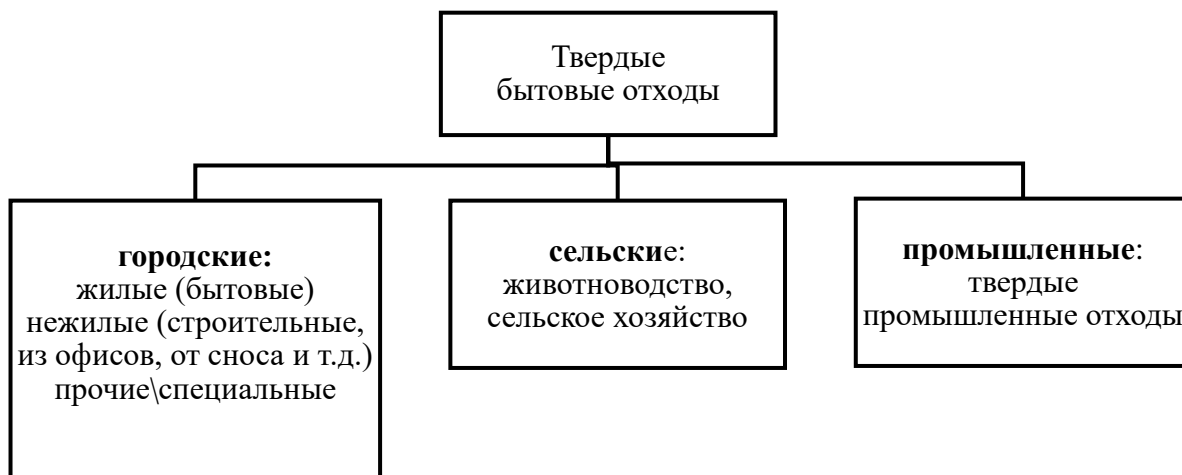 Твердые
бытовые отходы
городские:
жилые (бытовые)
нежилые (строительные,
из офисов, от сноса и т.д.)
прочие\специальные
сельские:
животноводство,
сельское хозяйство
промышленные:
твердые
промышленные отходы